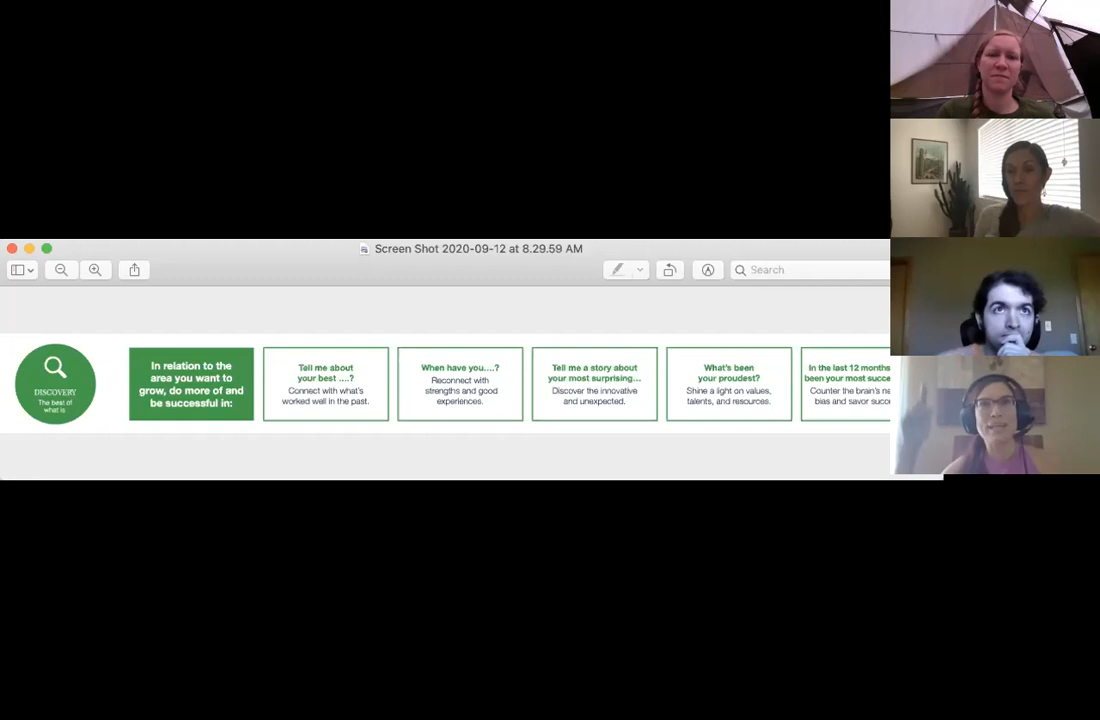 Screen Shot 2020-09-12 at 8.29.59 AM
Search
DISCOVERY
The best of
what is
In relation to the
area you want to
grow, do more of and
be successful in:
Tell me about
your best ....?
Connect with what's
worked well in the past.
When have you....?
Reconnect with
strengths and good
experiences.
Tell me a story about
your most surprising...
Discover the innovative
and unexpected.
What's been
your proudest?
Shine a light on values,
talents, and resources.
In the last 12 months
been your most succe
Counter the brain's ne
bias and savor succ